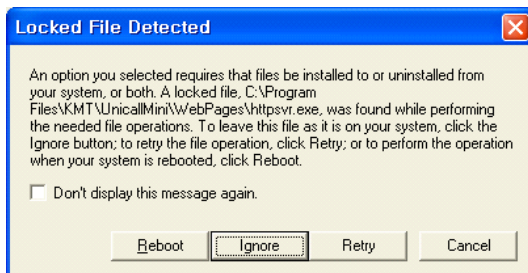 Locked File Detected
An option you selected requires that files be installed to or uninstalled from
your system, or both. A locked file, C:\Program
Files\KMT\UnicallMini\WebPages\httpsvr.exe, was found while performing
the needed file operations. To leave this file as it is on your system, click the
Ignore button; to retry the file operation, click Retry; or to perform the operation
when your system is rebooted, click Reboot.
Don't display this message again.
Reboot Ignore Retry Cancel